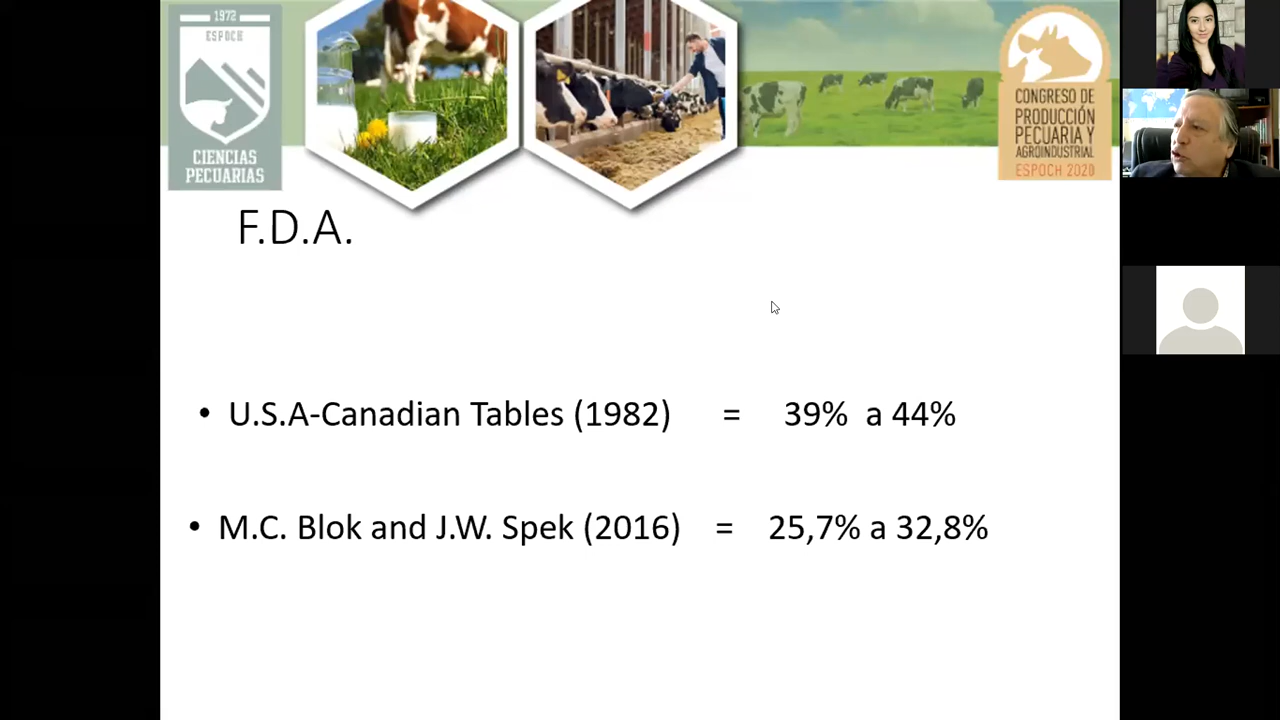 1972
ESPOCH
CIENCIAS
PECUARIAS
CONGRESO DE
PRODUCCIÓN
PECUARIA Y
AGROINDUSTRIAL
ESPOCH 2020
F.D.A.
• U.S.A-Canadian Tables (1982) = 39% a 44%
• M.C. Blok and J.W. Spek (2016) = 25,7% a 32,8%